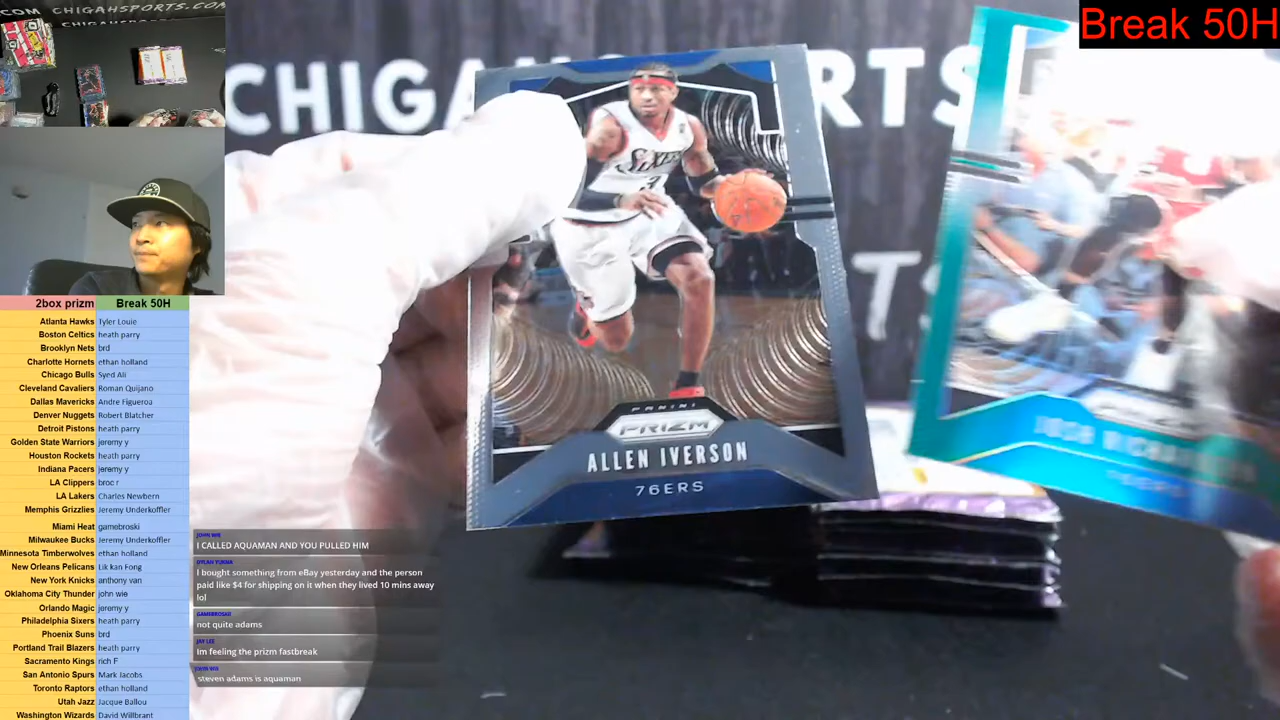 COM CHIGAHSPORTS.COM
Break 50H
CHIGA RTS
TS
SIXERS
3
PANINI
PRIZM
ALLEN IVERSON
76ERS
2box prizm Break 50H
Atlanta Hawks Tyler Louie
Boston Celtics heath parry
Brooklyn Nets brd
Charlotte Hornets ethan holland
Chicago Bulls Syed Ali
Cleveland Cavaliers Roman Quijano
Dallas Mavericks Andre Figueroa
Denver Nuggets Robert Blatcher
Detroit Pistons heath parry
Golden State Warriors jeremy y
Houston Rockets heath parry
Indiana Pacers jeremy y
LA Clippers broc r
LA Lakers Charles Newbern
Memphis Grizzlies Jeremy Underkoffler
Miami Heat gamebroski
Milwaukee Bucks Jeremy Underkoffler
Minnesota Timberwolves ethan holland
New Orleans Pelicans Lik kan Fong
New York Knicks anthony van
Oklahoma City Thunder john wie
Orlando Magic jeremy y
Philadelphia Sixers heath parry
Phoenix Suns brd
Portland Trail Blazers heath parry
Sacramento Kings rich F
San Antonio Spurs Mark Jacobs
Toronto Raptors ethan holland
Utah Jazz Jacque Ballou
Washington Wizards David Willbrant
JOHN WIE
I CALLED AQUAMAN AND YOU PULLED HIM
I bought something from eBay yesterday and the person
paid like $4 for shipping on it when they lived 10 mins away
lol
GAMEBROSKI
not quite adams
JAY LEE
Im feeling the prizm fastbreak
steven adams is aquaman